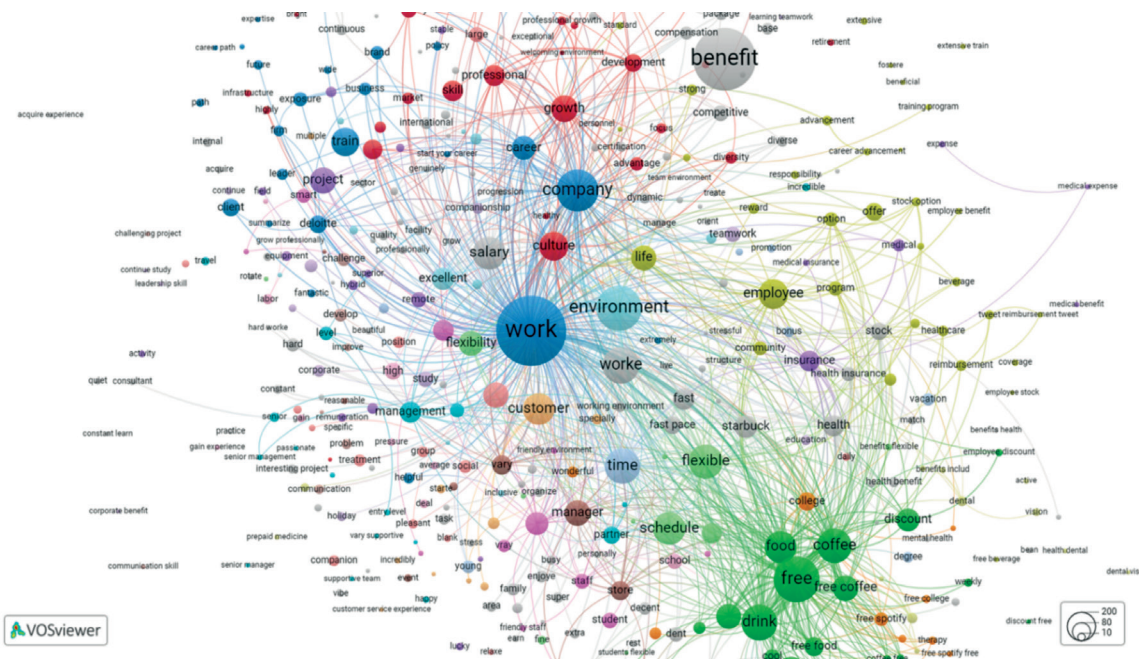 expertise
bright
continuous
stable
large
professional growth
exceptional
standard
package
compensation
learning teamwork
base
extensive
retirement
career path
brand
policy
welcoming environment
benefit
extensive train
future
wide
professional
development
fostere
infrastructure
exposure
business
skill
strong
beneficial
path
highly
market
growth
competitive
training program
acquire experience
firm
multiple
international
personnel
focus
advancement
internal
train
start your career
career
certification
diverse
expense
acquire
leader
genuinely
advantage
diversity
career advancement
continue
project
sector
company
team environment
responsibility
incredible
medical expense
field
smart
progression
dynamic
treate
client
companionship
healthy
reward
stock option
offer
employee benefit
summarize
deloitte
quality
facility
manage
orient
option
challenging project
grow professionally
professionally
grow
salary
culture
teamwork
promotion
medical
travel
equipment
challenge
superior
life
medical insurance
continue study
rotate
hybrid
excellent
leadership skill
fantastic
remote
employee
program
beverage
labor
develop
environment
medical benefit
hard worke
level
beautiful
position
work
stressful
bonus
stock
tweet
reimbursement tweet
healthcare
hard
improve
flexibility
extremely
community
activity
corporate
high
study
worke
live
structure
insurance
health insurance
reimbursement
coverage
quiet
consultant
constant
reasonable
fast
vacation
employee stock
senior
gain
remuneration
management
customer
working environment
match
constant learn
practice
specific
specially
fast pace
starbuck
health
benefits health
gain experience
passionate
problem
pressure
group
friendly environment
education
benefits flexible
senior management
interesting project
treatment
average
social
vary
wonderful
time
flexible
daily
employee discount
helpful
benefits includ
communication
starte
inclusive
organize
health benefit
active
deal
college
dental
corporate benefit
holiday
entry level
pleasant
task
manager
schedule
discount
vision
prepaid medicine
vary supportive
blank
vray
partner
food
coffee
mental health
stress
busy
personally
school
degree
bean
health dental
communication skill
senior manager
companion
incredibly
young
enjoye
staff
free
free coffee
free beverage
weekly
dental vis
supportive team
event
family
super
store
vibe
happy
area
decent
free college
customer service experience
student
drink
free spotify
discount free
friendly staff
earn
fine
extra
rest
dent
free food
therapy
lucky
relaxe
students flexible
cool
coffee fr
free spotify free
VOSviewer
200
80
10